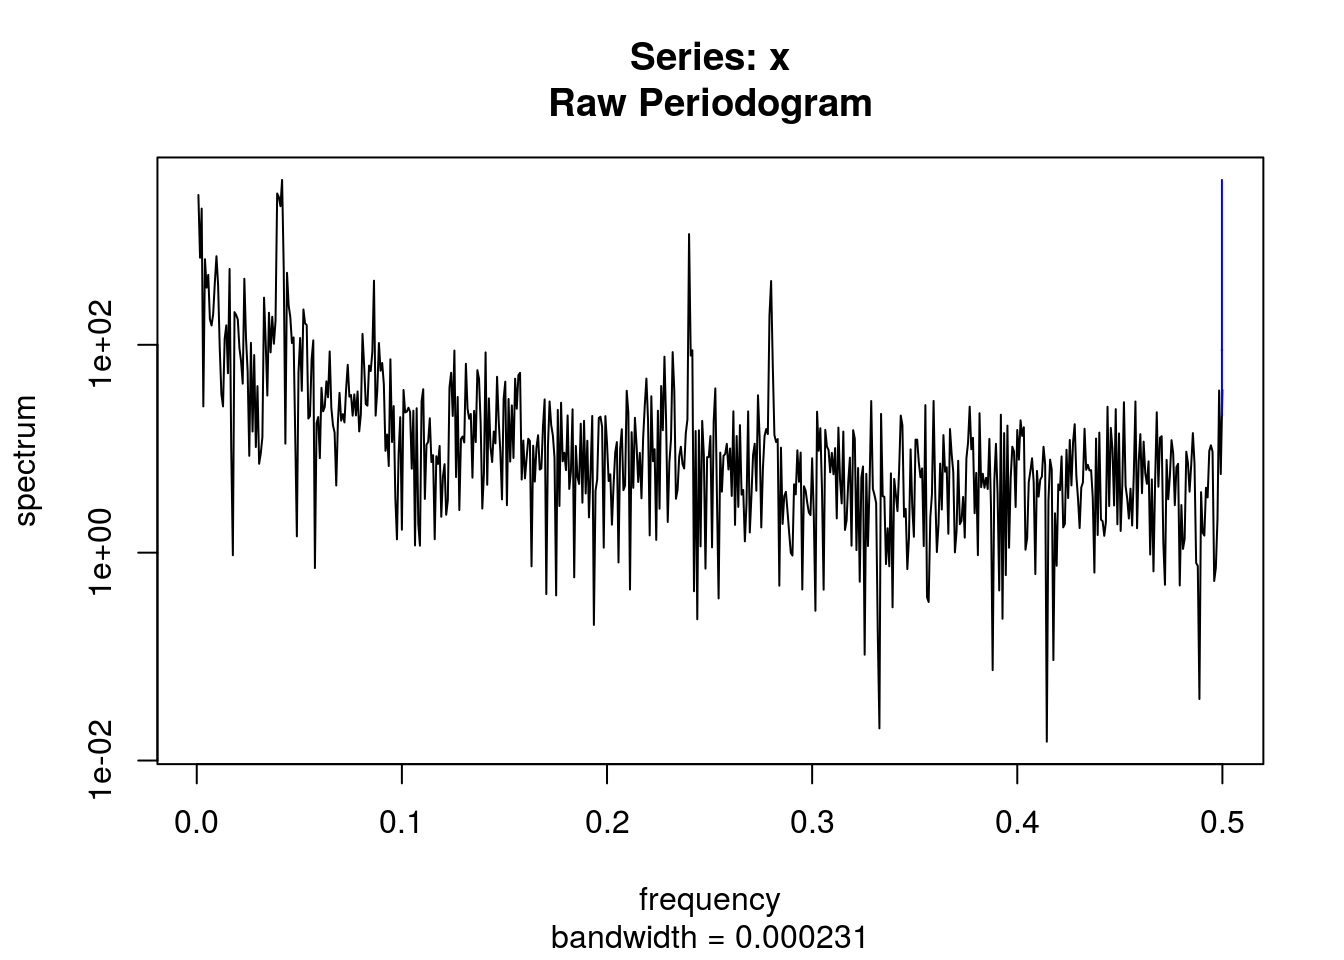 Series: x
Raw Periodogram
spectrum
1e+02
1e+00
1e-02
0.0 0.1 0.2 0.3 0.4 0.5
frequency
bandwidth = 0.000231